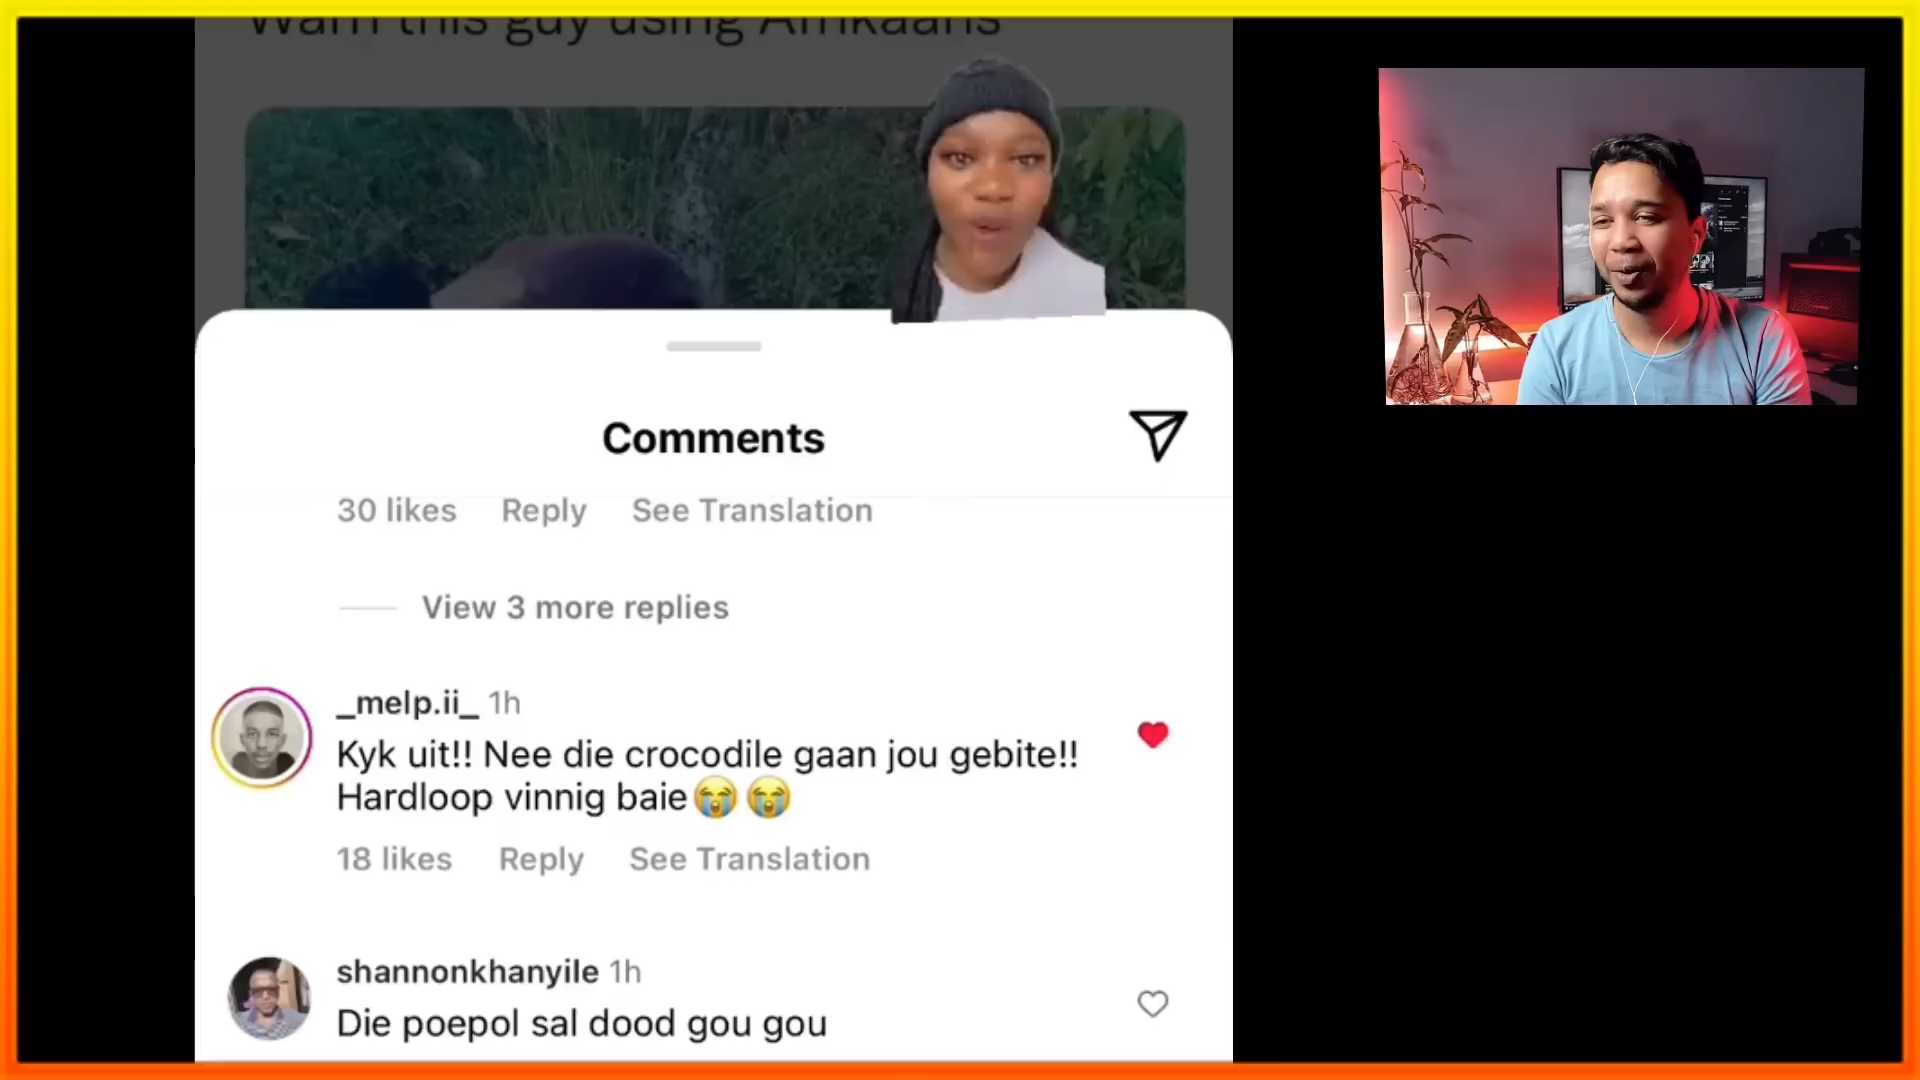 Warn this guy using Afrikaans
Comments
30 likes Reply See Translation
View 3 more replies
_melp.ii_ 1h
Kyk uit!! Nee die crocodile gaan jou gebite!!
Hardloop vinnig baie😭😭
18 likes Reply See Translation
shannonkhanyile 1h
Die poepol sal dood gou gou